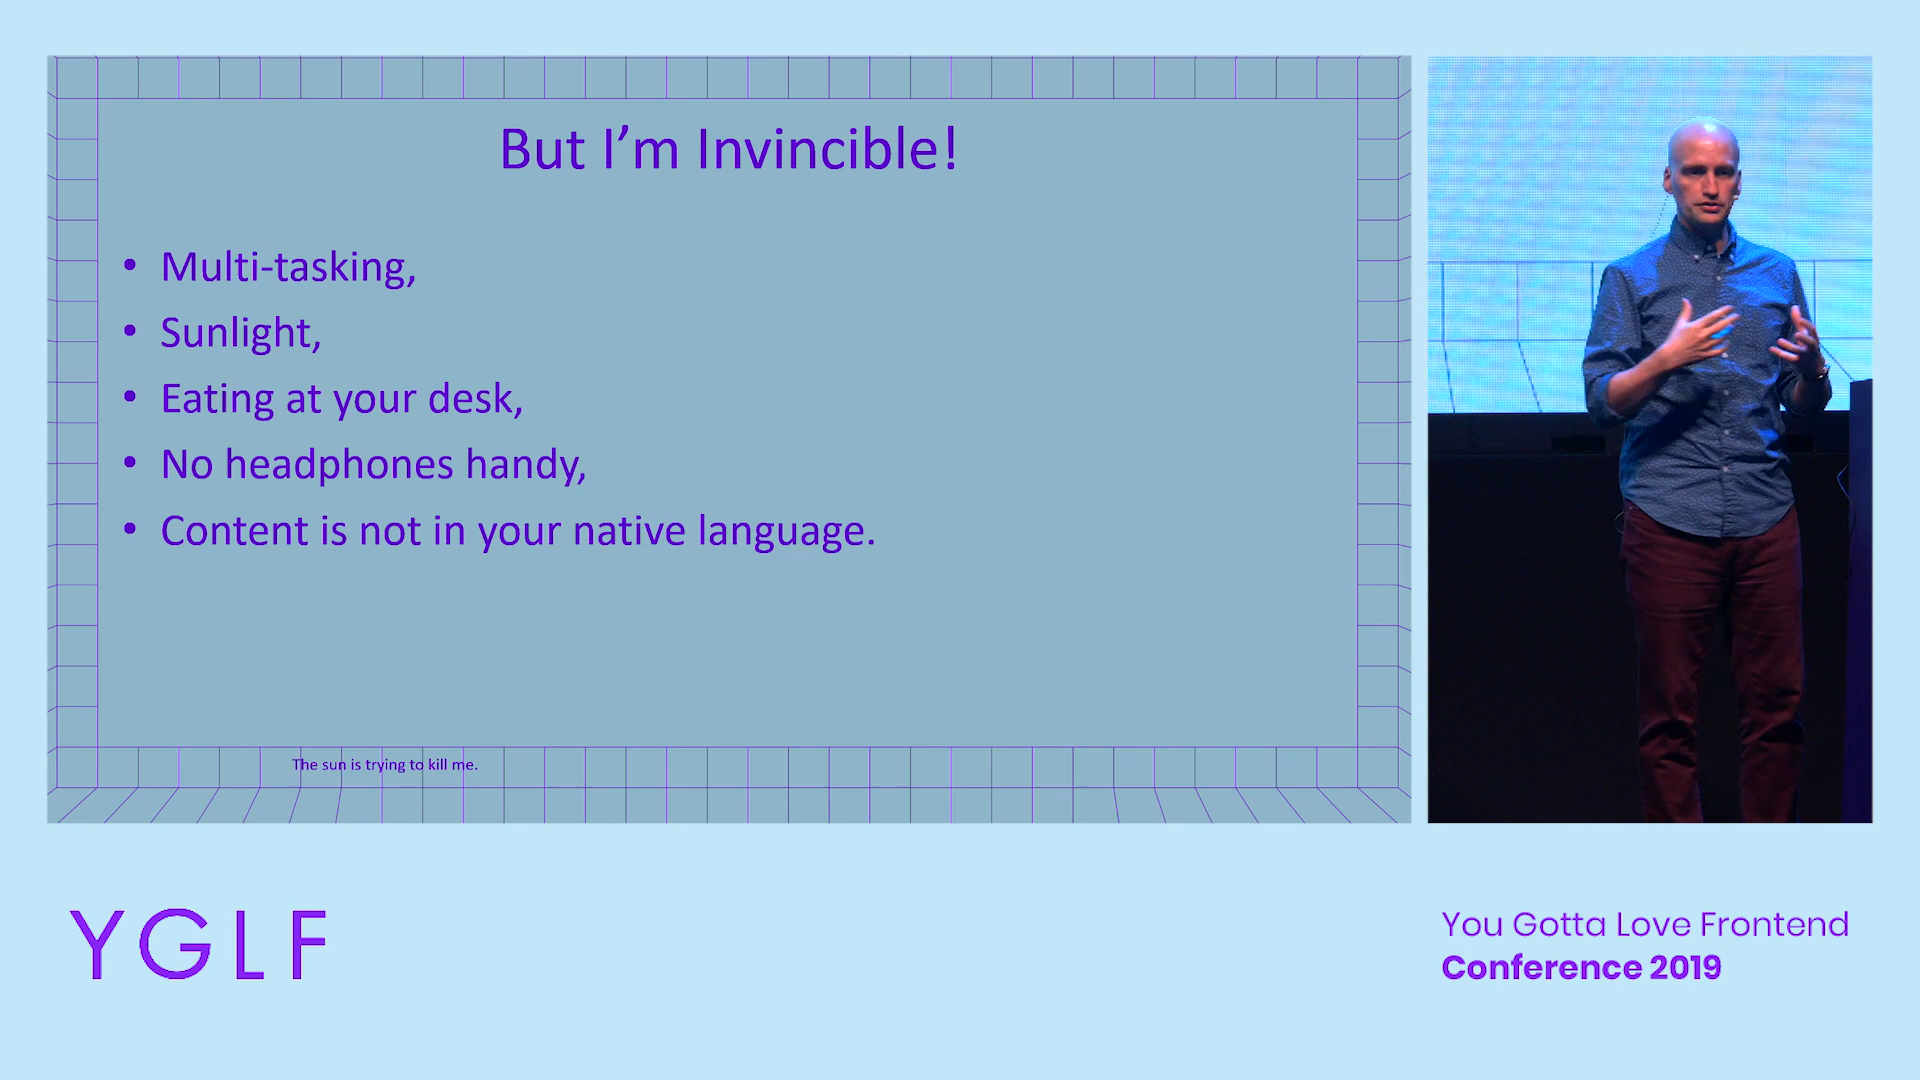 But I’m Invincible!
• Multi-tasking,
• Sunlight,
• Eating at your desk,
• No headphones handy,
• Content is not in your native language.
The sun is trying to kill me.
YGLF
You Gotta Love Frontend
Conference 2019